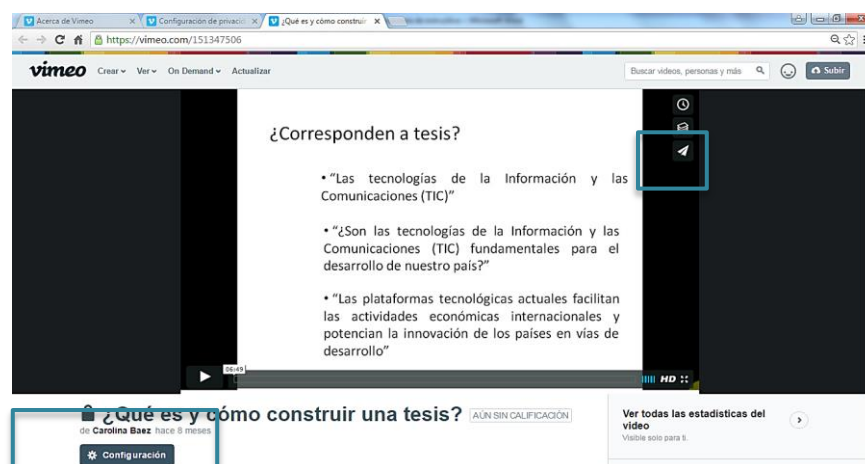 Acerca de Vimeo
Configuración de privacid
¿Qué es y cómo construir
https://vimeo.com/151347506
vimeo Crear Ver On Demand Actualizar Buscar videos, personas y más Subir
¿Corresponden a tesis?
• “Las tecnologías de la Información y las
Comunicaciones (TIC)”
• “¿Son las tecnologías de la Información y las
Comunicaciones (TIC) fundamentales para el
desarrollo de nuestro país?”
• “Las plataformas tecnológicas actuales facilitan
las actividades económicas internacionales y
potencian la innovación de los países en vías de
desarrollo”
06:49
HD
¿Qué es y cómo construir una tesis? AÚN SIN CALIFICACIÓN
de Carolina Baez hace 8 meses
Configuración
Ver todas las estadísticas del
video
Visible solo para ti.